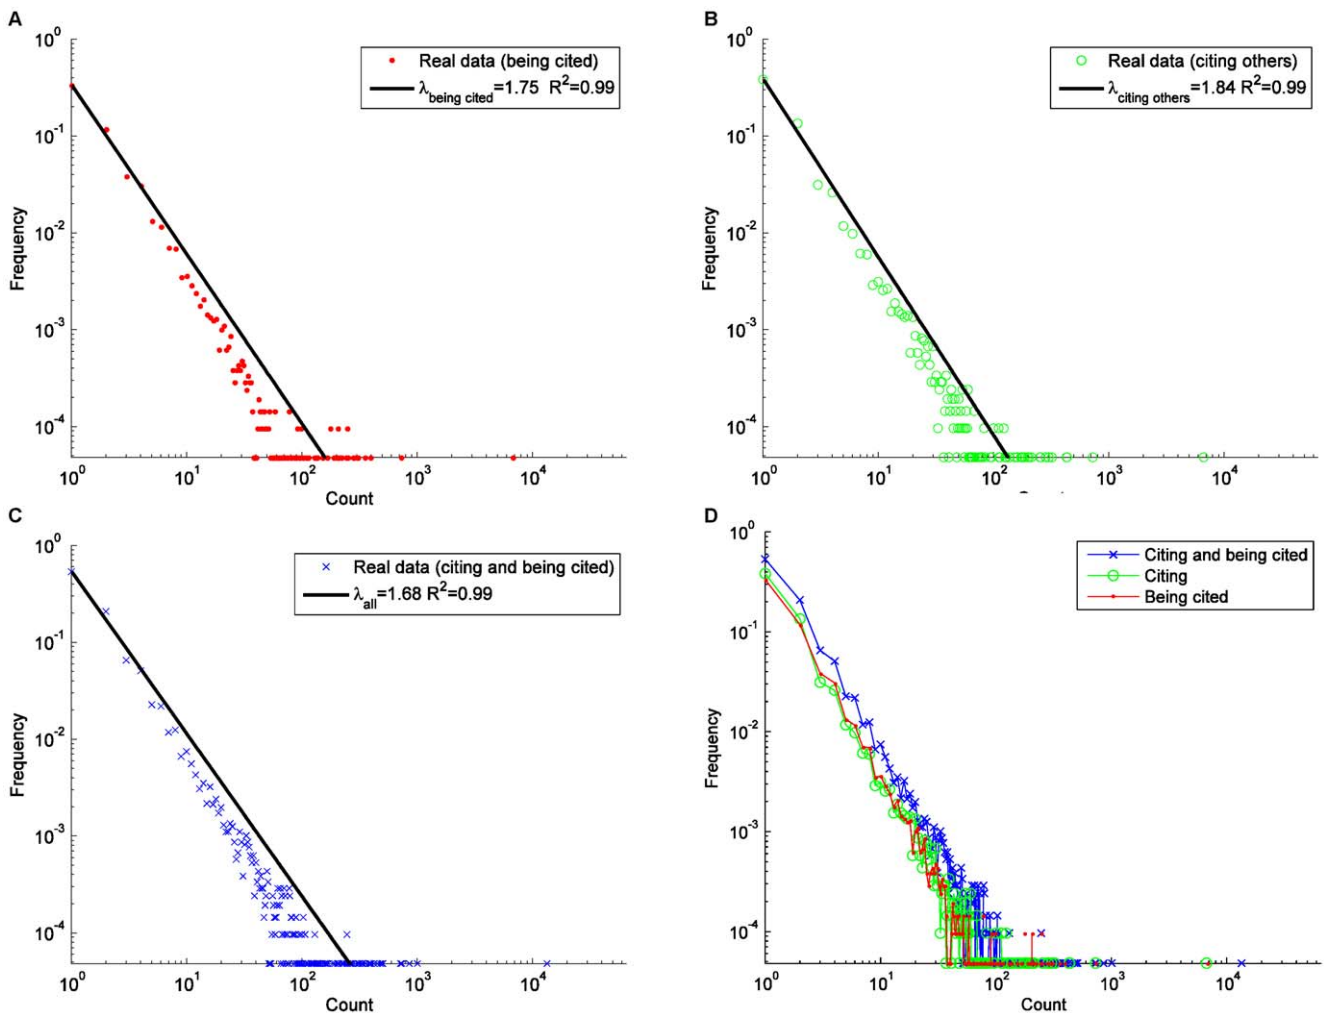 A
10^0
10^-1
10^-2
10^-3
10^-4
Frequency
10^0 10^1 10^2 10^3 10^4
Count
Real data (being cited)
λbeing cited=1.75 R^2=0.99
B
10^0
10^-1
10^-2
10^-3
10^-4
Frequency
10^0 10^1 10^2 10^3 10^4
Real data (citing others)
λciting others=1.84 R^2=0.99
C
10^0
10^-1
10^-2
10^-3
10^-4
Frequency
10^0 10^1 10^2 10^3 10^4
Count
Real data (citing and being cited)
λall=1.68 R^2=0.99
D
10^0
10^-1
10^-2
10^-3
10^-4
Frequency
10^0 10^1 10^2 10^3 10^4
Count
Citing and being cited
Citing
Being cited